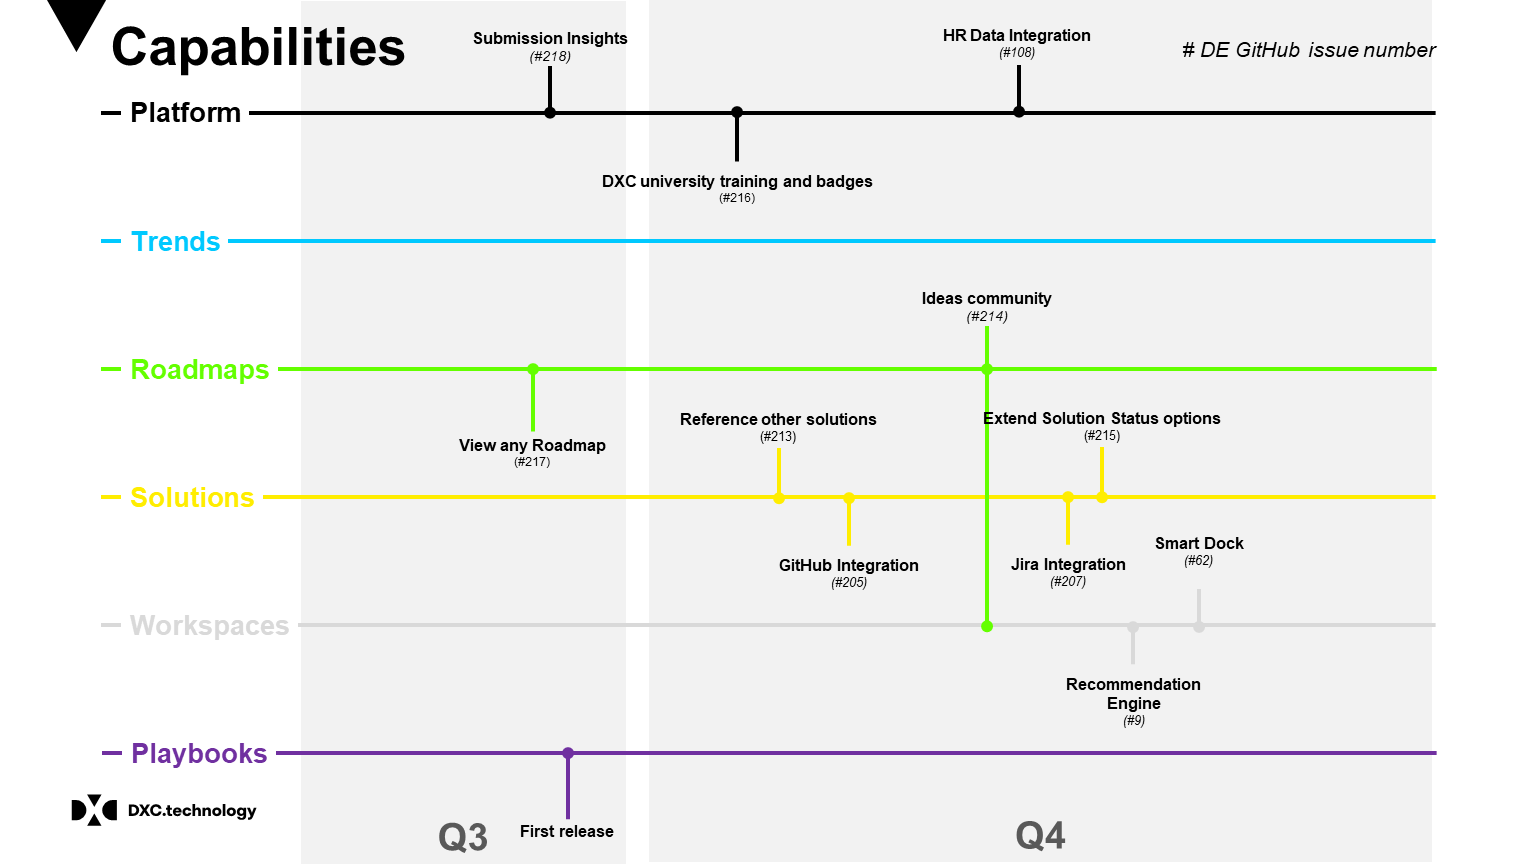 Capabilities
Submission Insights
(#218)
HR Data Integration
(#108)
# DE GitHub issue number
Platform
DXC university training and badges
(#216)
Trends
Ideas community
(#214)
Roadmaps
View any Roadmap
(#217)
Reference other solutions
(#213)
Extend Solution Status options
(#215)
Solutions
GitHub Integration
(#205)
Jira Integration
(#207)
Smart Dock
(#62)
Workspaces
Recommendation
Engine
(#9)
Playbooks
DXC.technology
Q3
First release
Q4